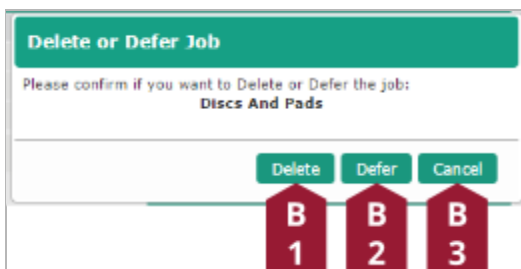 Delete or Defer Job
Please confirm if you want to Delete or Defer the job:
Discs And Pads
Delete Defer Cancel
B B B
1 2 3